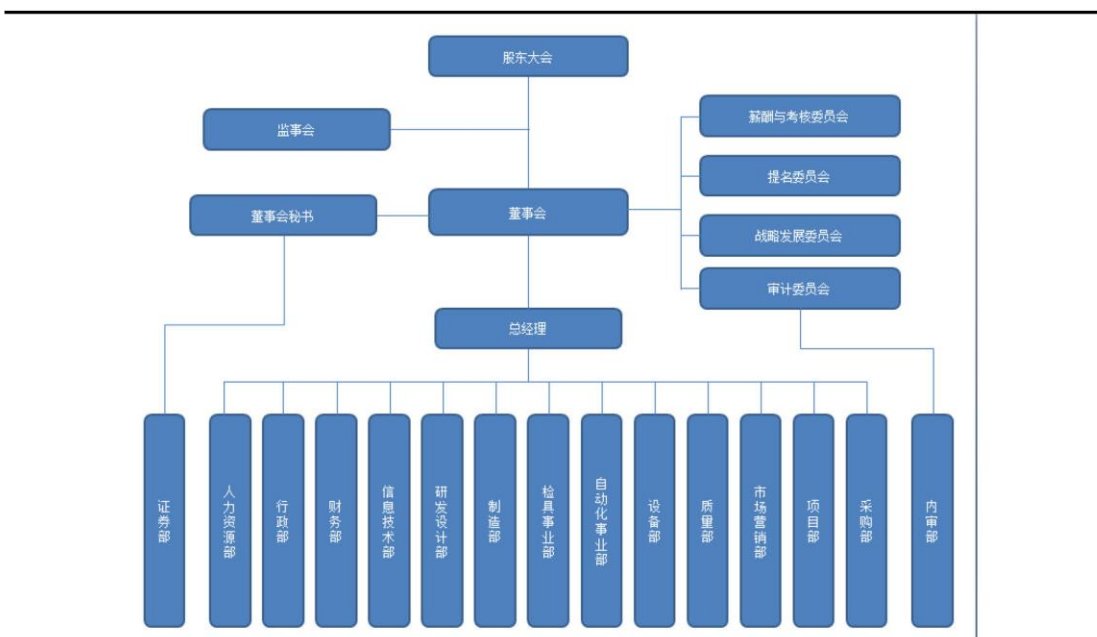 股东大会
监事会
薪酬与考核委员会
提名委员会
董事会秘书
董事会
战略发展委员会
审计委员会
总经理
证券部
人力资源部
行政部
财务部
信息技术部
研发设计部
制造部
检具事业部
自动化事业部
设备部
质量部
市场营销部
项目部
采购部
内审部